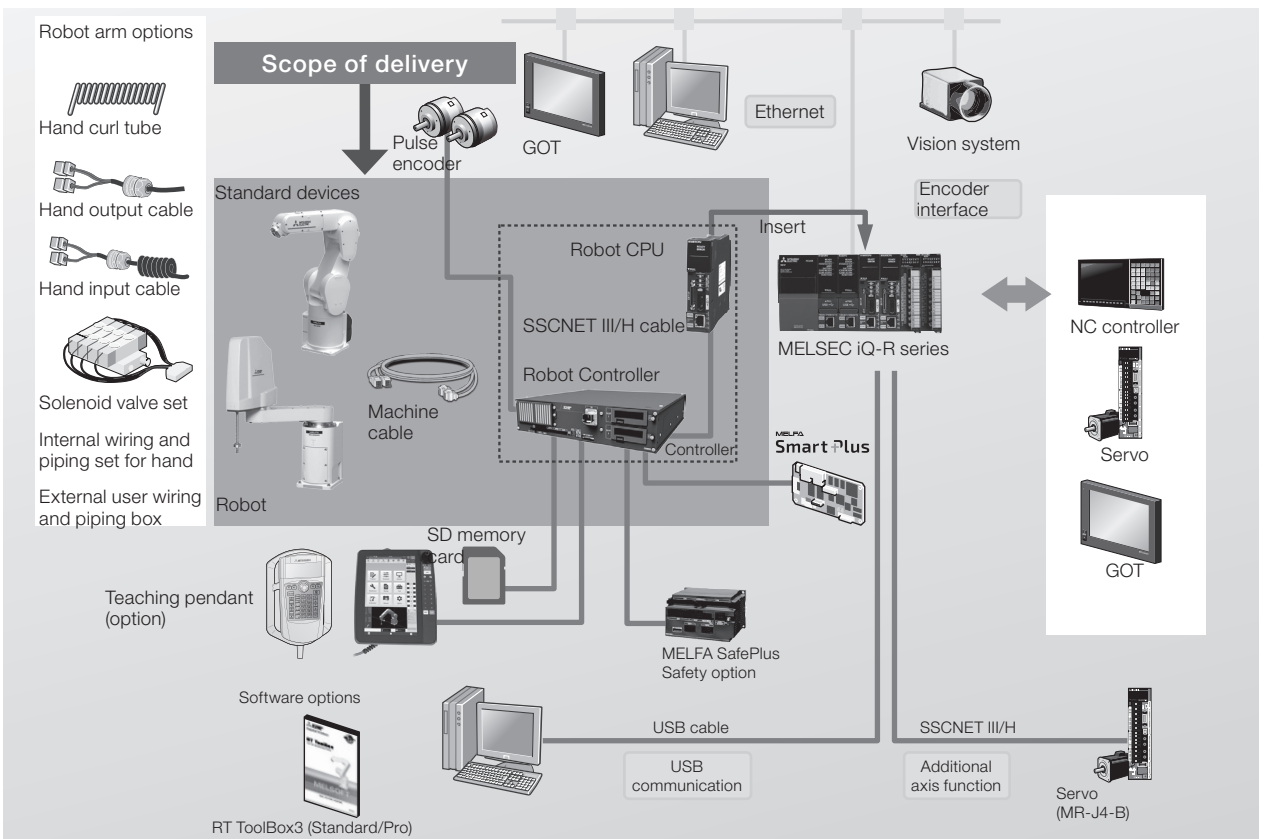 Robot arm options
Hand curl tube
Hand output cable
Hand input cable
Solenoid valve set
Internal wiring and
piping set for hand
External user wiring
and piping box
Scope of delivery
Pulse
encoder
GOT
Ethernet
Vision system
Encoder
interface
Standard devices
Robot CPU
Insert
SSCNET III/H cable
MELSEC iQ-R series
Robot Controller
Machine
cable
Controller
Robot
MELFA
Smart Plus
NC controller
Servo
GOT
SD memory
card
Teaching pendant
(option)
MELFA SafePlus
Safety option
Software options
RT ToolBox
MELSOFT
RT ToolBox3 (Standard/Pro)
USB cable
USB
communication
SSCNET III/H
Additional
axis function
Servo
(MR-J4-B)